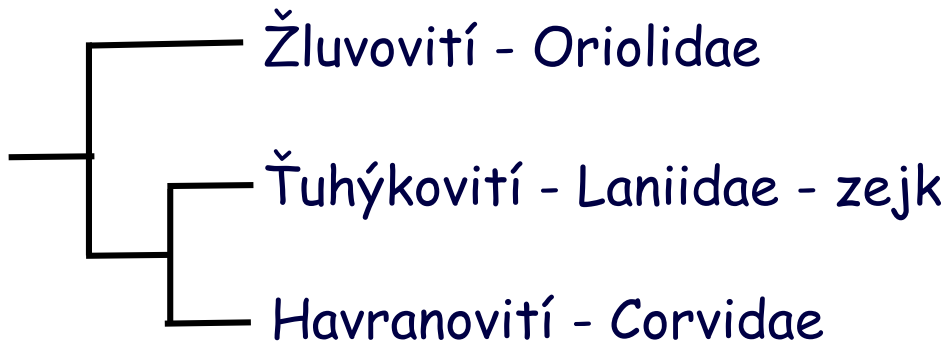 Žluvovití - Oriolidae
Ťuhýkovití - Laniidae - zejk
Havranovití - Corvidae